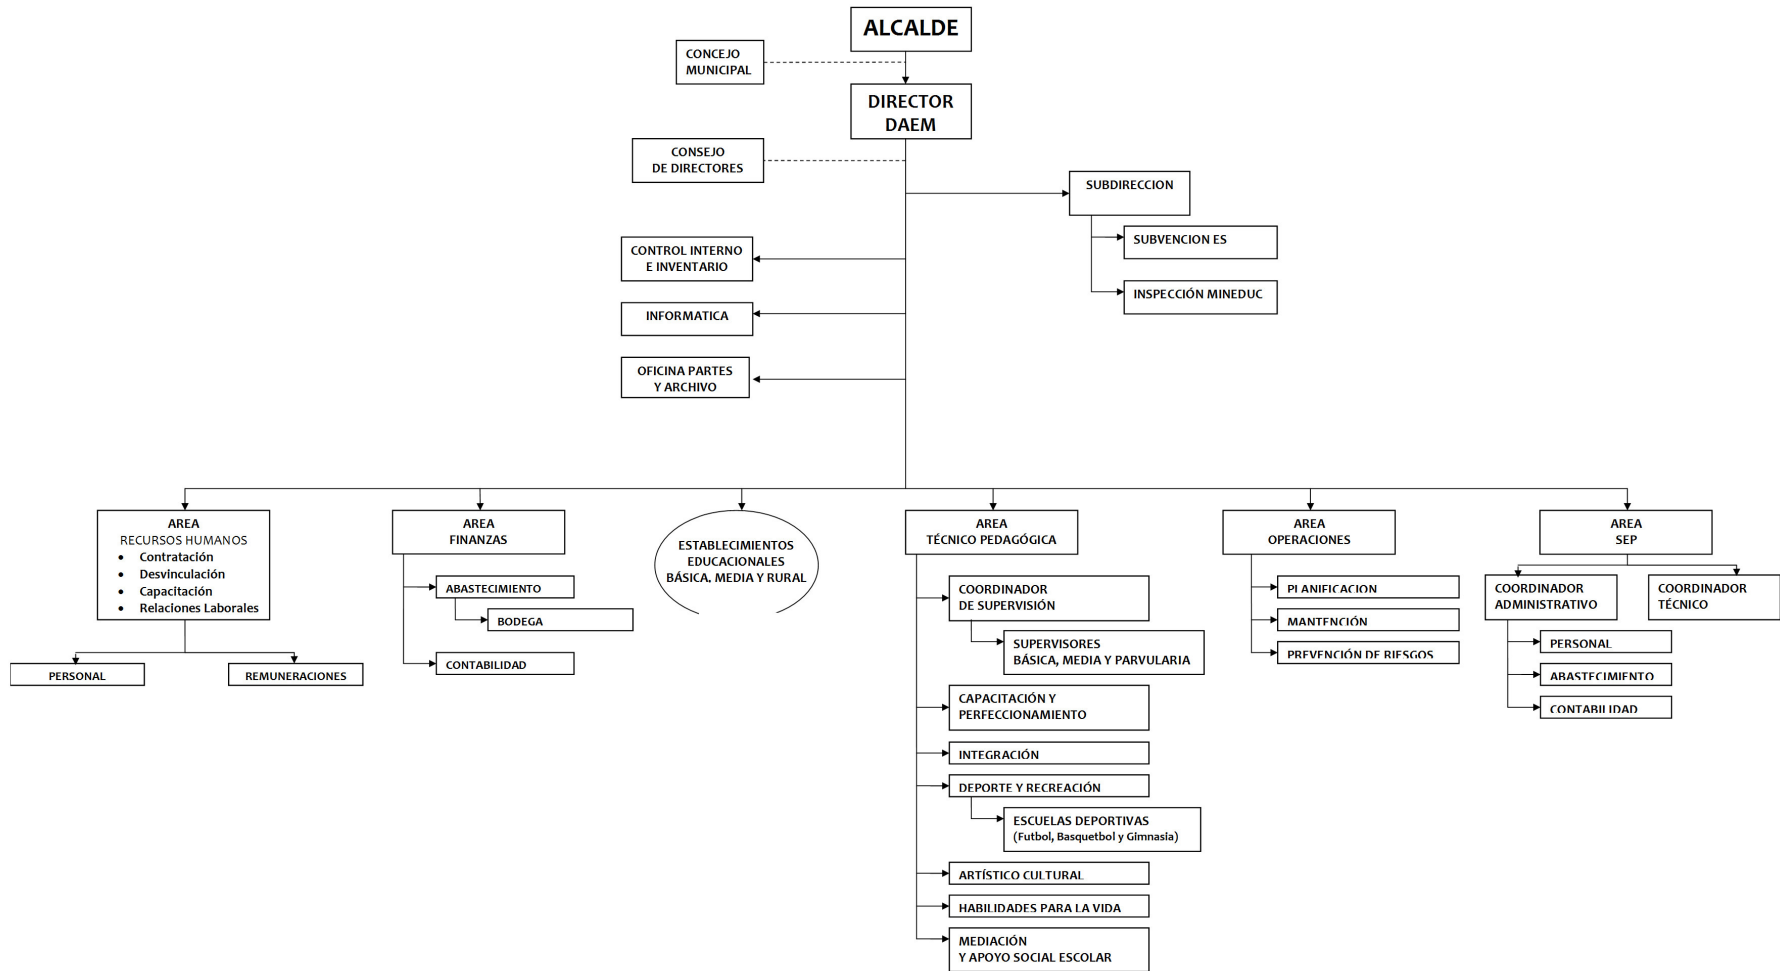 ALCALDE
CONCEJO
MUNICIPAL
DIRECTOR
DAEM
CONSEJO
DE DIRECTORES
SUBDIRECCION
SUBVENCION ES
INSPECCIÓN MINEDUC
CONTROL INTERNO
E INVENTARIO
INFORMATICA
OFICINA PARTES
Y ARCHIVO
AREA
RECURSOS HUMANOS
• Contratación
• Desvinculación
• Capacitación
• Relaciones Laborales
PERSONAL
REMUNERACIONES
AREA
FINANZAS
ABASTECIMIENTO
BODEGA
CONTABILIDAD
ESTABLECIMIENTOS
EDUCACIONALES
BÁSICA, MEDIA Y RURAL
AREA
TÉCNICO PEDAGÓGICA
COORDINADOR
DE SUPERVISIÓN
SUPERVISORES
BÁSICA, MEDIA Y PARVULARIA
CAPACITACIÓN Y
PERFECCIONAMIENTO
INTEGRACIÓN
DEPORTE Y RECREACIÓN
ESCUELAS DEPORTIVAS
(Futbol, Basquetbol y Gimnasia)
ARTÍSTICO CULTURAL
HABILIDADES PARA LA VIDA
MEDIACIÓN
Y APOYO SOCIAL ESCOLAR
AREA
OPERACIONES
PLANIFICACION
MANTENCIÓN
PREVENCIÓN DE RIESGOS
AREA
SEP
COORDINADOR
ADMINISTRATIVO
PERSONAL
ABASTECIMIENTO
CONTABILIDAD
COORDINADOR
TÉCNICO